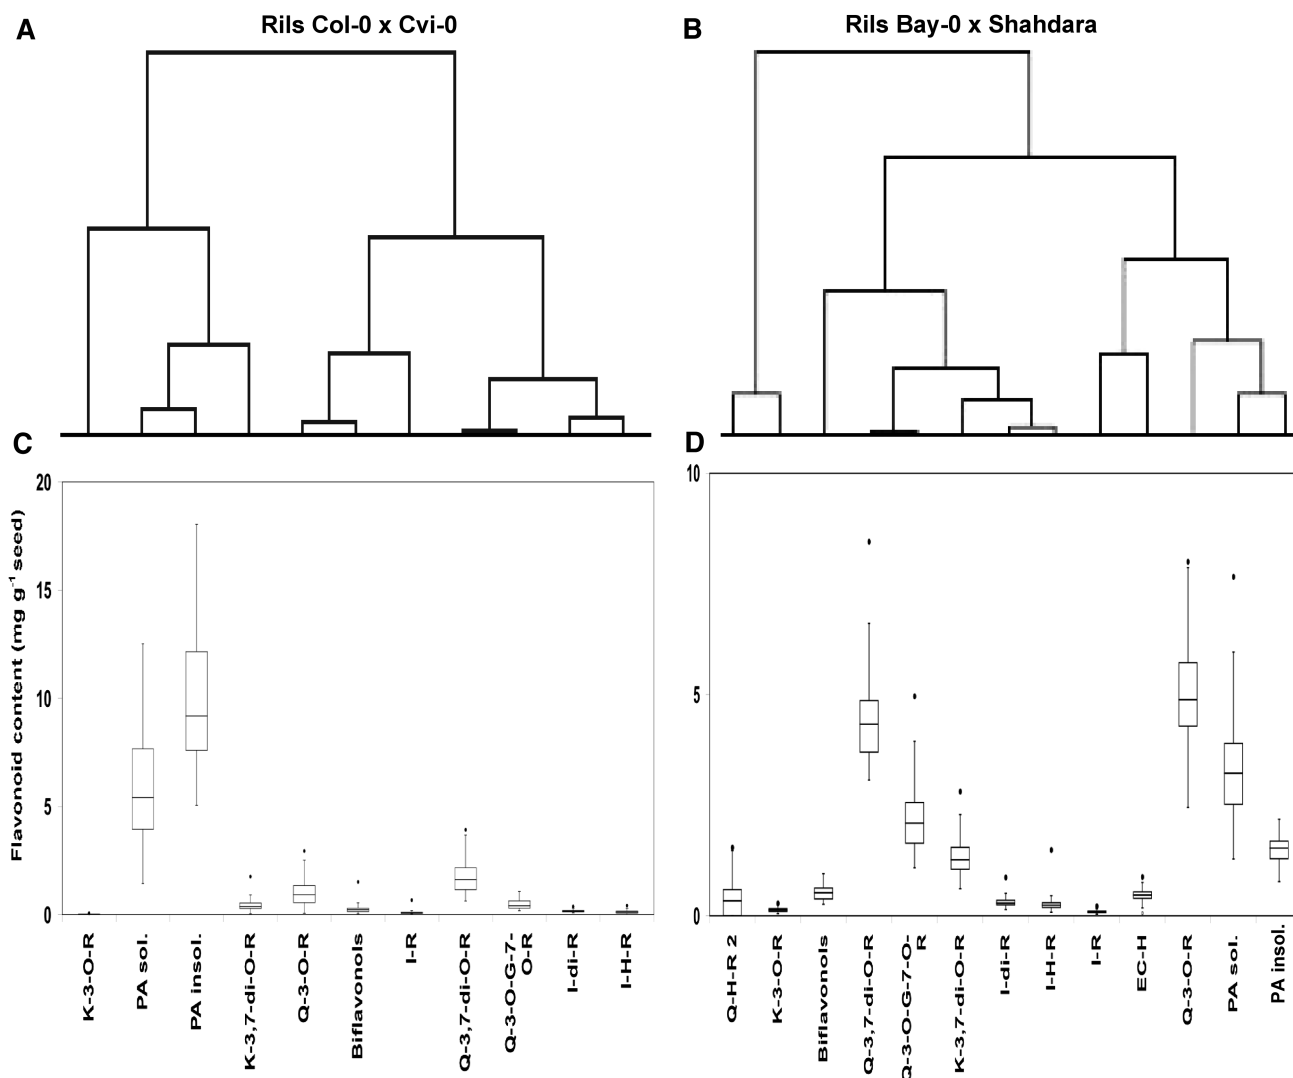 A
Rils Col-0 x Cvi-0
B
Rils Bay-0 x Shahdara
C
D
Flavonoid content (mg g⁻¹ seed)
20
15
10
5
0
10
5
0
K-3-O-R
PA sol.
PA insol.
K-3,7-di-O-R
Q-3-O-R
Biflavonols
I-R
Q-3,7-di-O-R
Q-3-O-G-7-
O-R
I-di-R
I-H-R
Q-H-R 2
K-3-O-R
Biflavonols
Q-3,7-di-O-R
Q-3-O-G-7-O-
R
K-3,7-di-O-R
I-di-R
I-H-R
I-R
EC-H
Q-3-O-R
PA sol.
PA insol.